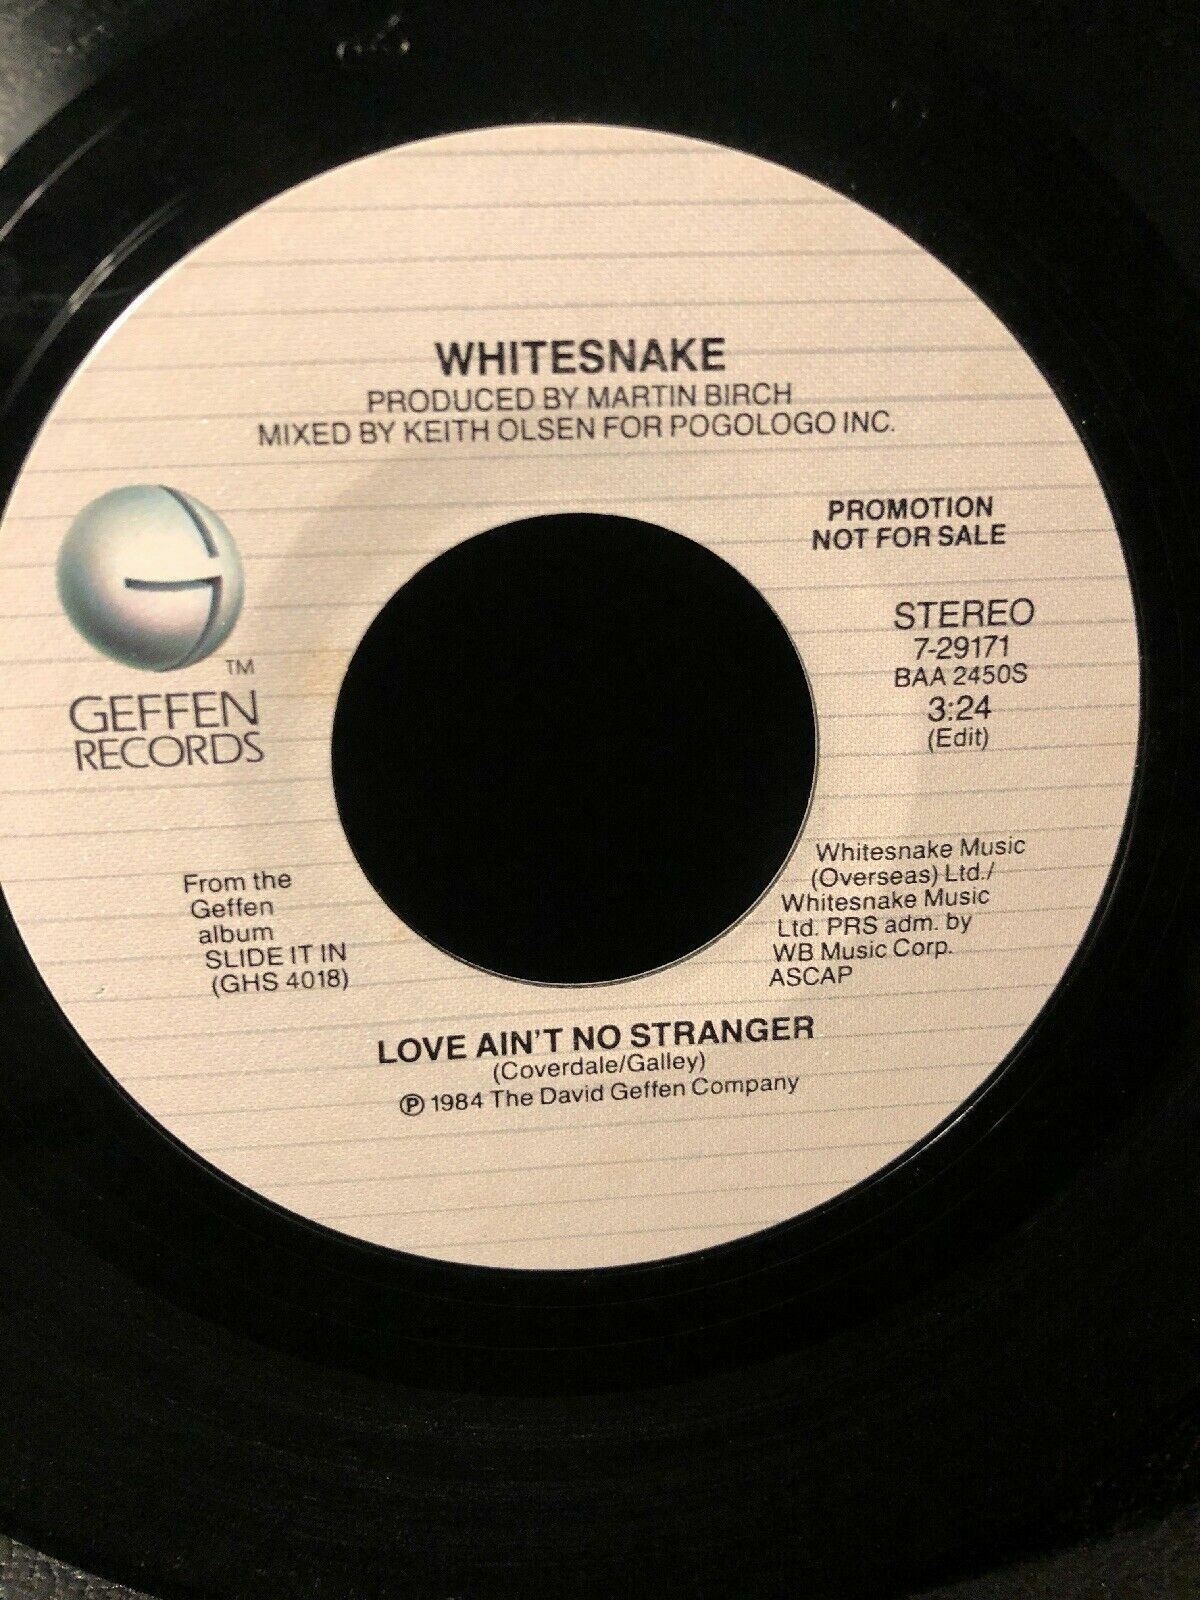 WHITESNAKE
PRODUCED BY MARTIN BIRCH
MIXED BY KEITH OLSEN FOR POGOLOGO INC.
PROMOTION
NOT FOR SALE
STEREO
7-29171
BAA 2450S
3:24
(Edit)
TM
GEFFEN
RECORDS
From the
Geffen
album
SLIDE IT IN
(GHS 4018)
Whitesnake Music
(Overseas) Ltd./
Whitesnake Music
Ltd. PRS adm. by
WB Music Corp.
ASCAP
LOVE AIN'T NO STRANGER
(Coverdale/Galley)
℗ 1984 The David Geffen Company